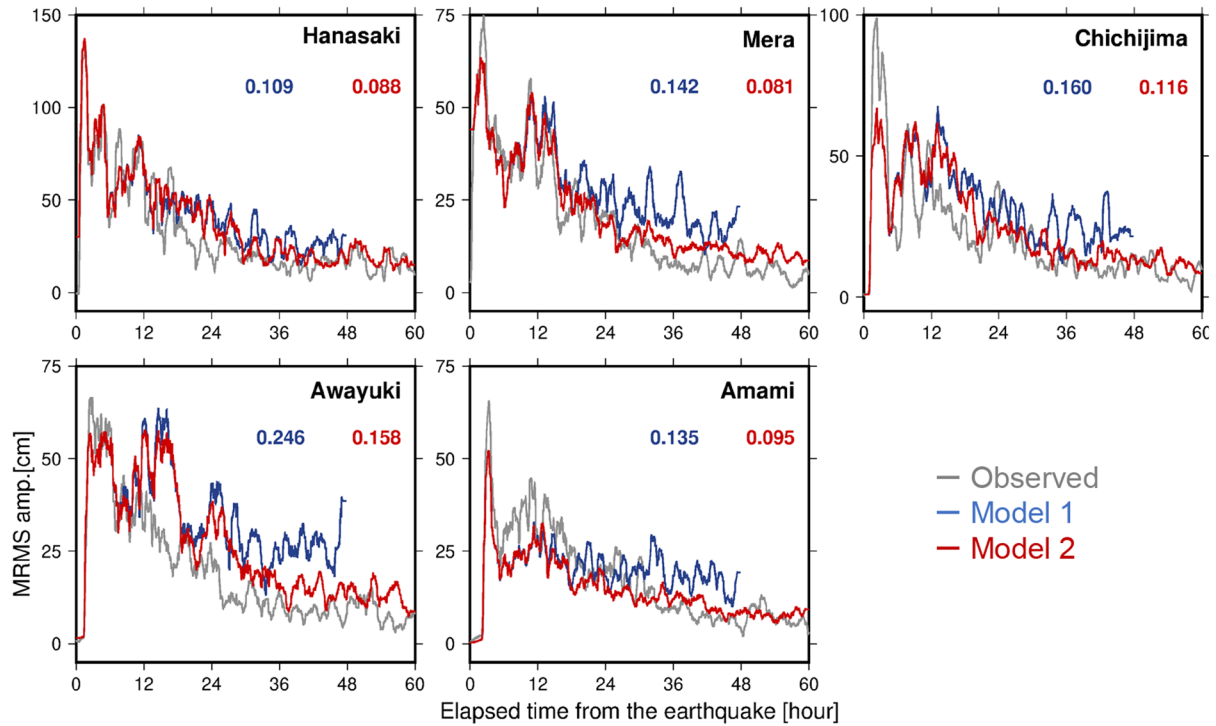 Hanasaki
0.109 0.088
150
100
50
0
0 12 24 36 48 60
Mera
0.142 0.081
75
50
25
0
0 12 24 36 48 60
Chichijima
0.160 0.116
100
50
0
0 12 24 36 48 60
Awayuki
0.246 0.158
75
50
25
0
0 12 24 36 48 60
Amami
0.135 0.095
75
50
25
0
0 12 24 36 48 60
Observed
Model 1
Model 2
MRMS amp.[cm]
Elapsed time from the earthquake [hour]